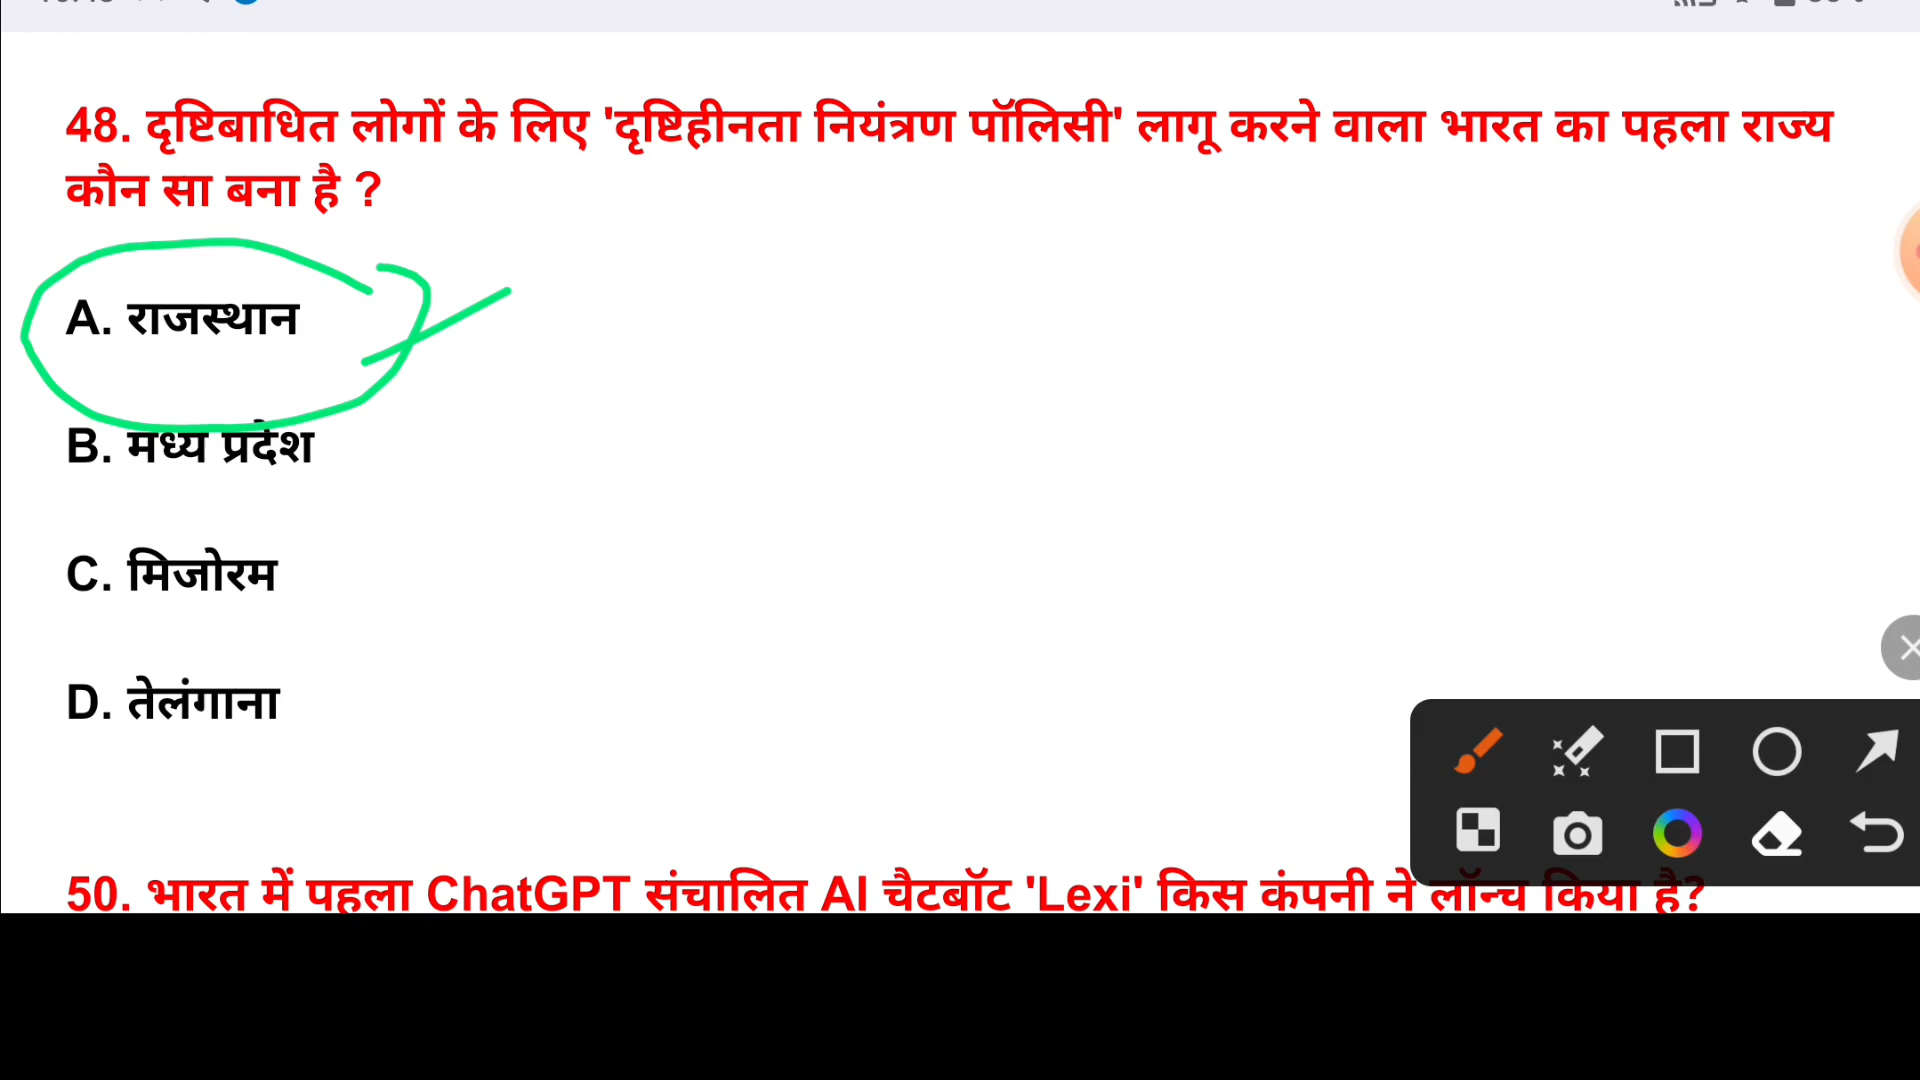 48. दृष्टिबाधित लोगों के लिए 'दृष्टिहीनता नियंत्रण पॉलिसी' लागू करने वाला भारत का पहला राज्य
कौन सा बना है ?
A. राजस्थान
B. मध्य प्रदेश
C. मिजोरम
D. तेलंगाना
50. भारत में पहला ChatGPT संचालित AI चैटबॉट 'Lexi' किस कंपनी ने लॉन्च किया है?